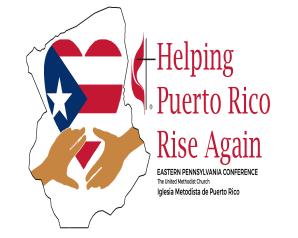 Helping
Puerto Rico
Rise Again
EASTERN PENNSYLVANIA CONFERENCE
The United Methodist Church
Iglesia Metodista de Puerto Rico